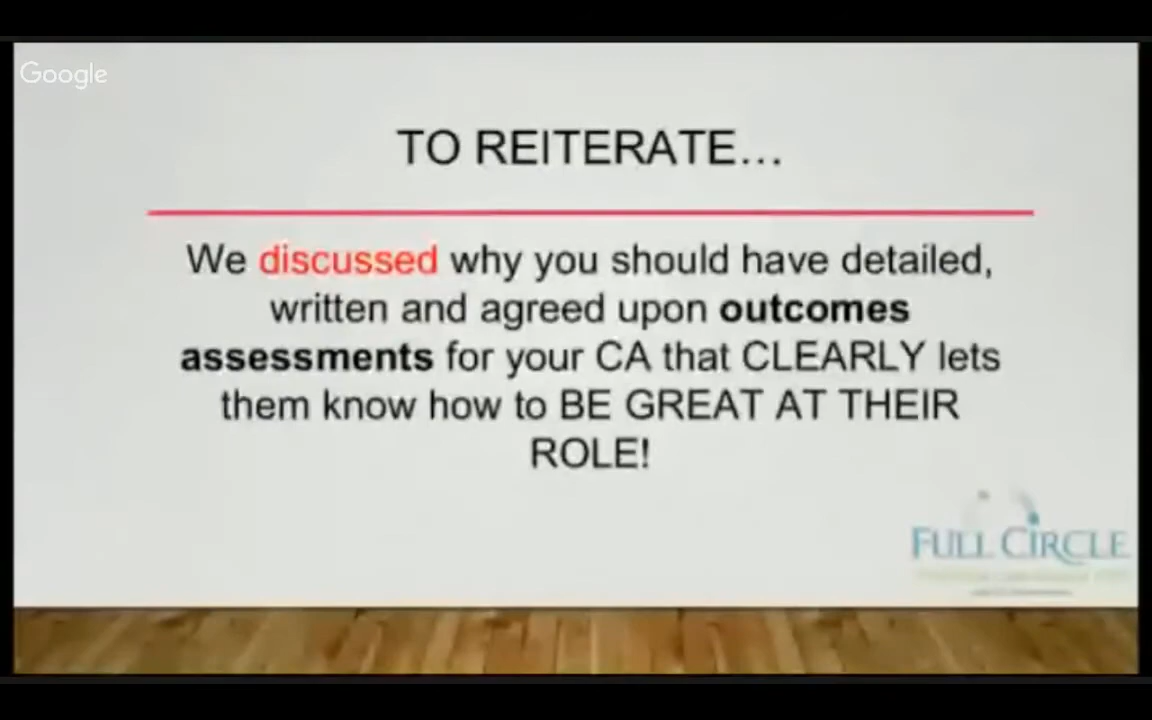 Google
TO REITERATE...
We discussed why you should have detailed,
written and agreed upon outcomes
assessments for your CA that CLEARLY lets
them know how to BE GREAT AT THEIR
ROLE!
FULL CIRCLE